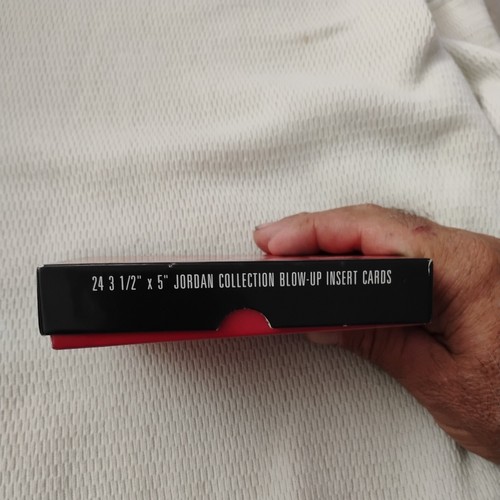 24 3 1/2" x 5" JORDAN COLLECTION BLOW-UP INSERT CARDS